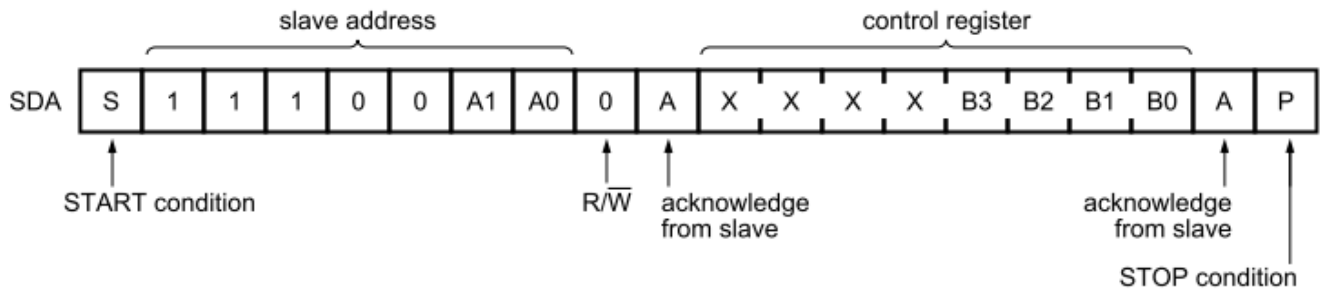 slave address control register
SDA S 1 1 1 0 0 A1 A0 0 A X X X X B3 B2 B1 B0 A P
START condition R/W̅ acknowledge from slave acknowledge from slave
STOP condition